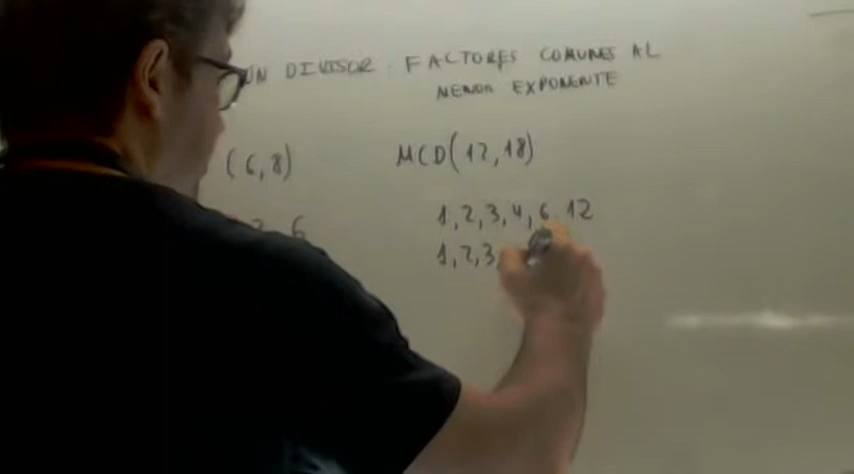 UN DIVISOR FACTORES COMUNES AL
MENOR EXPONENTE
(6,8)
MCD(12,18)
1,2,3,4,6,12
6
1,2,3,